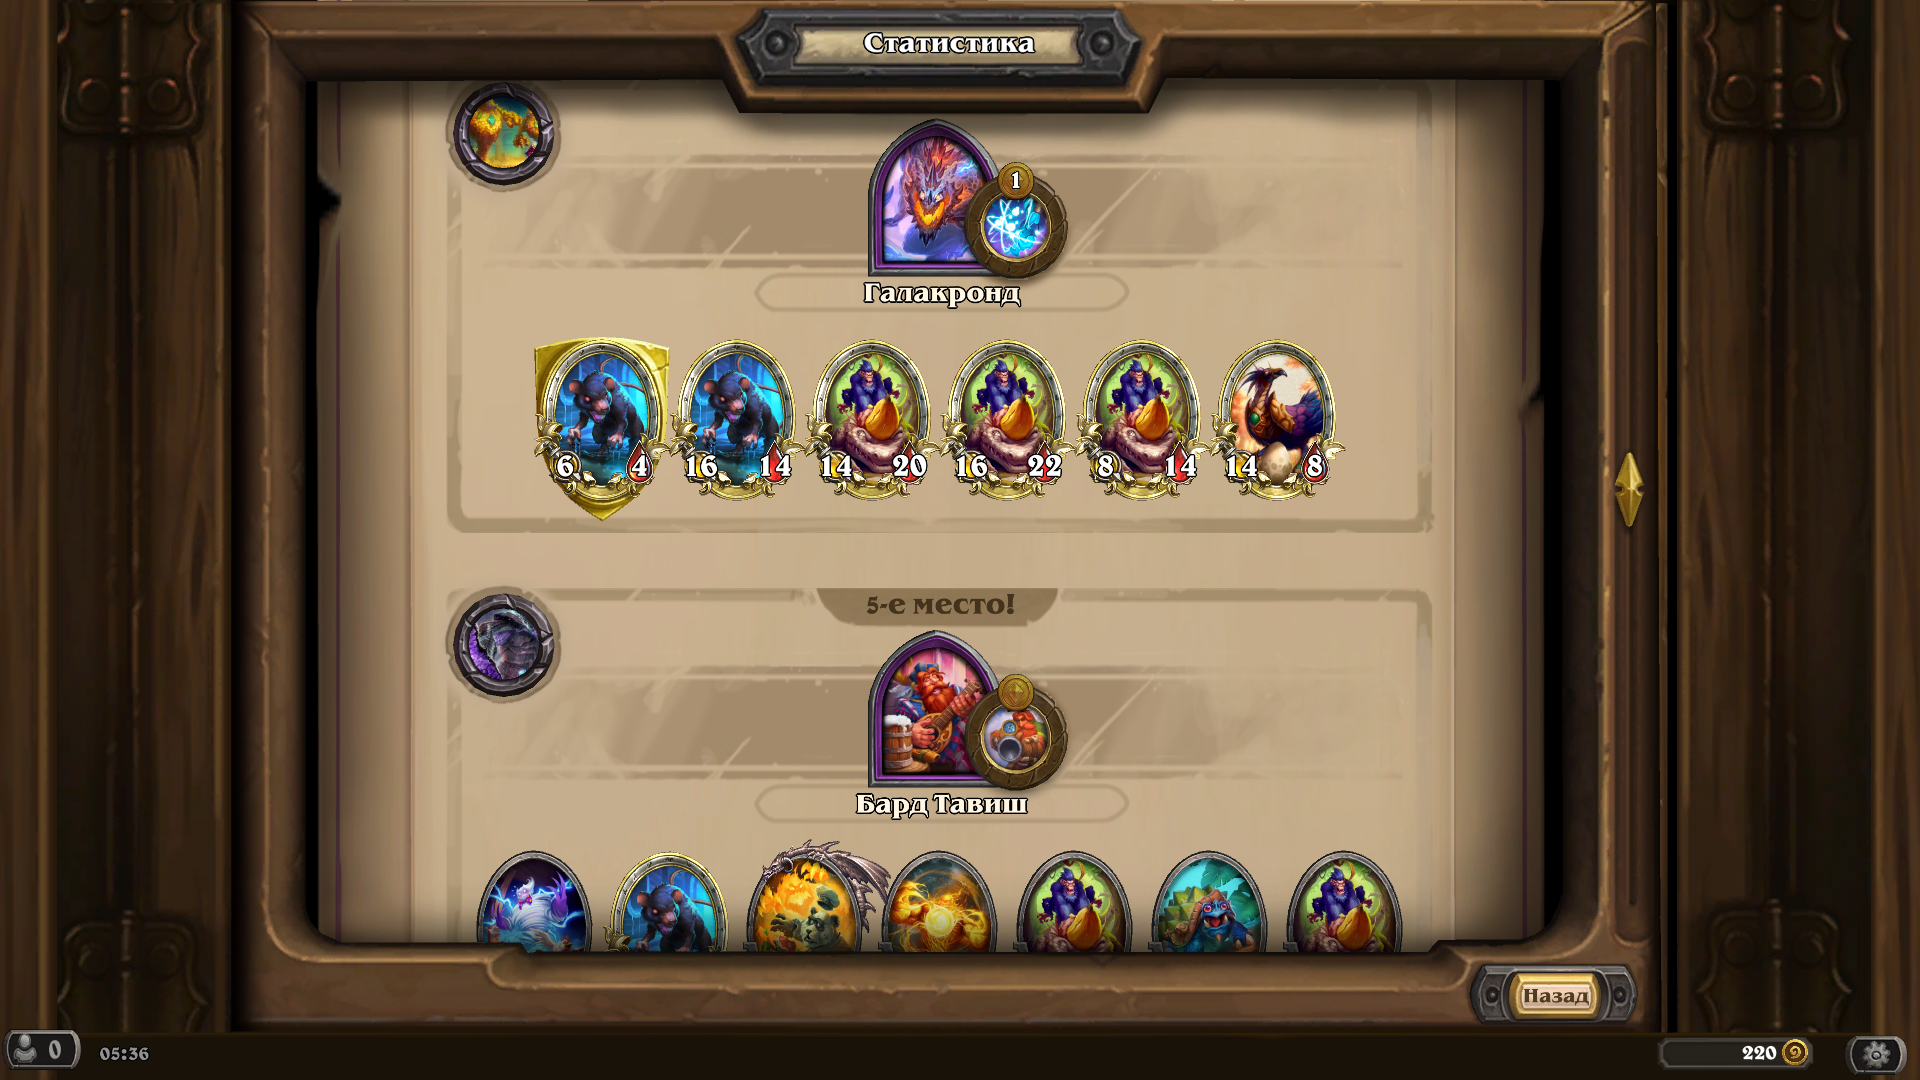 Статистика
1
Галакронд
6 4 16 14 14 20 16 22 8 14 14 8
5-е место!
Бард Тавиш
Назад
0 05:36 220